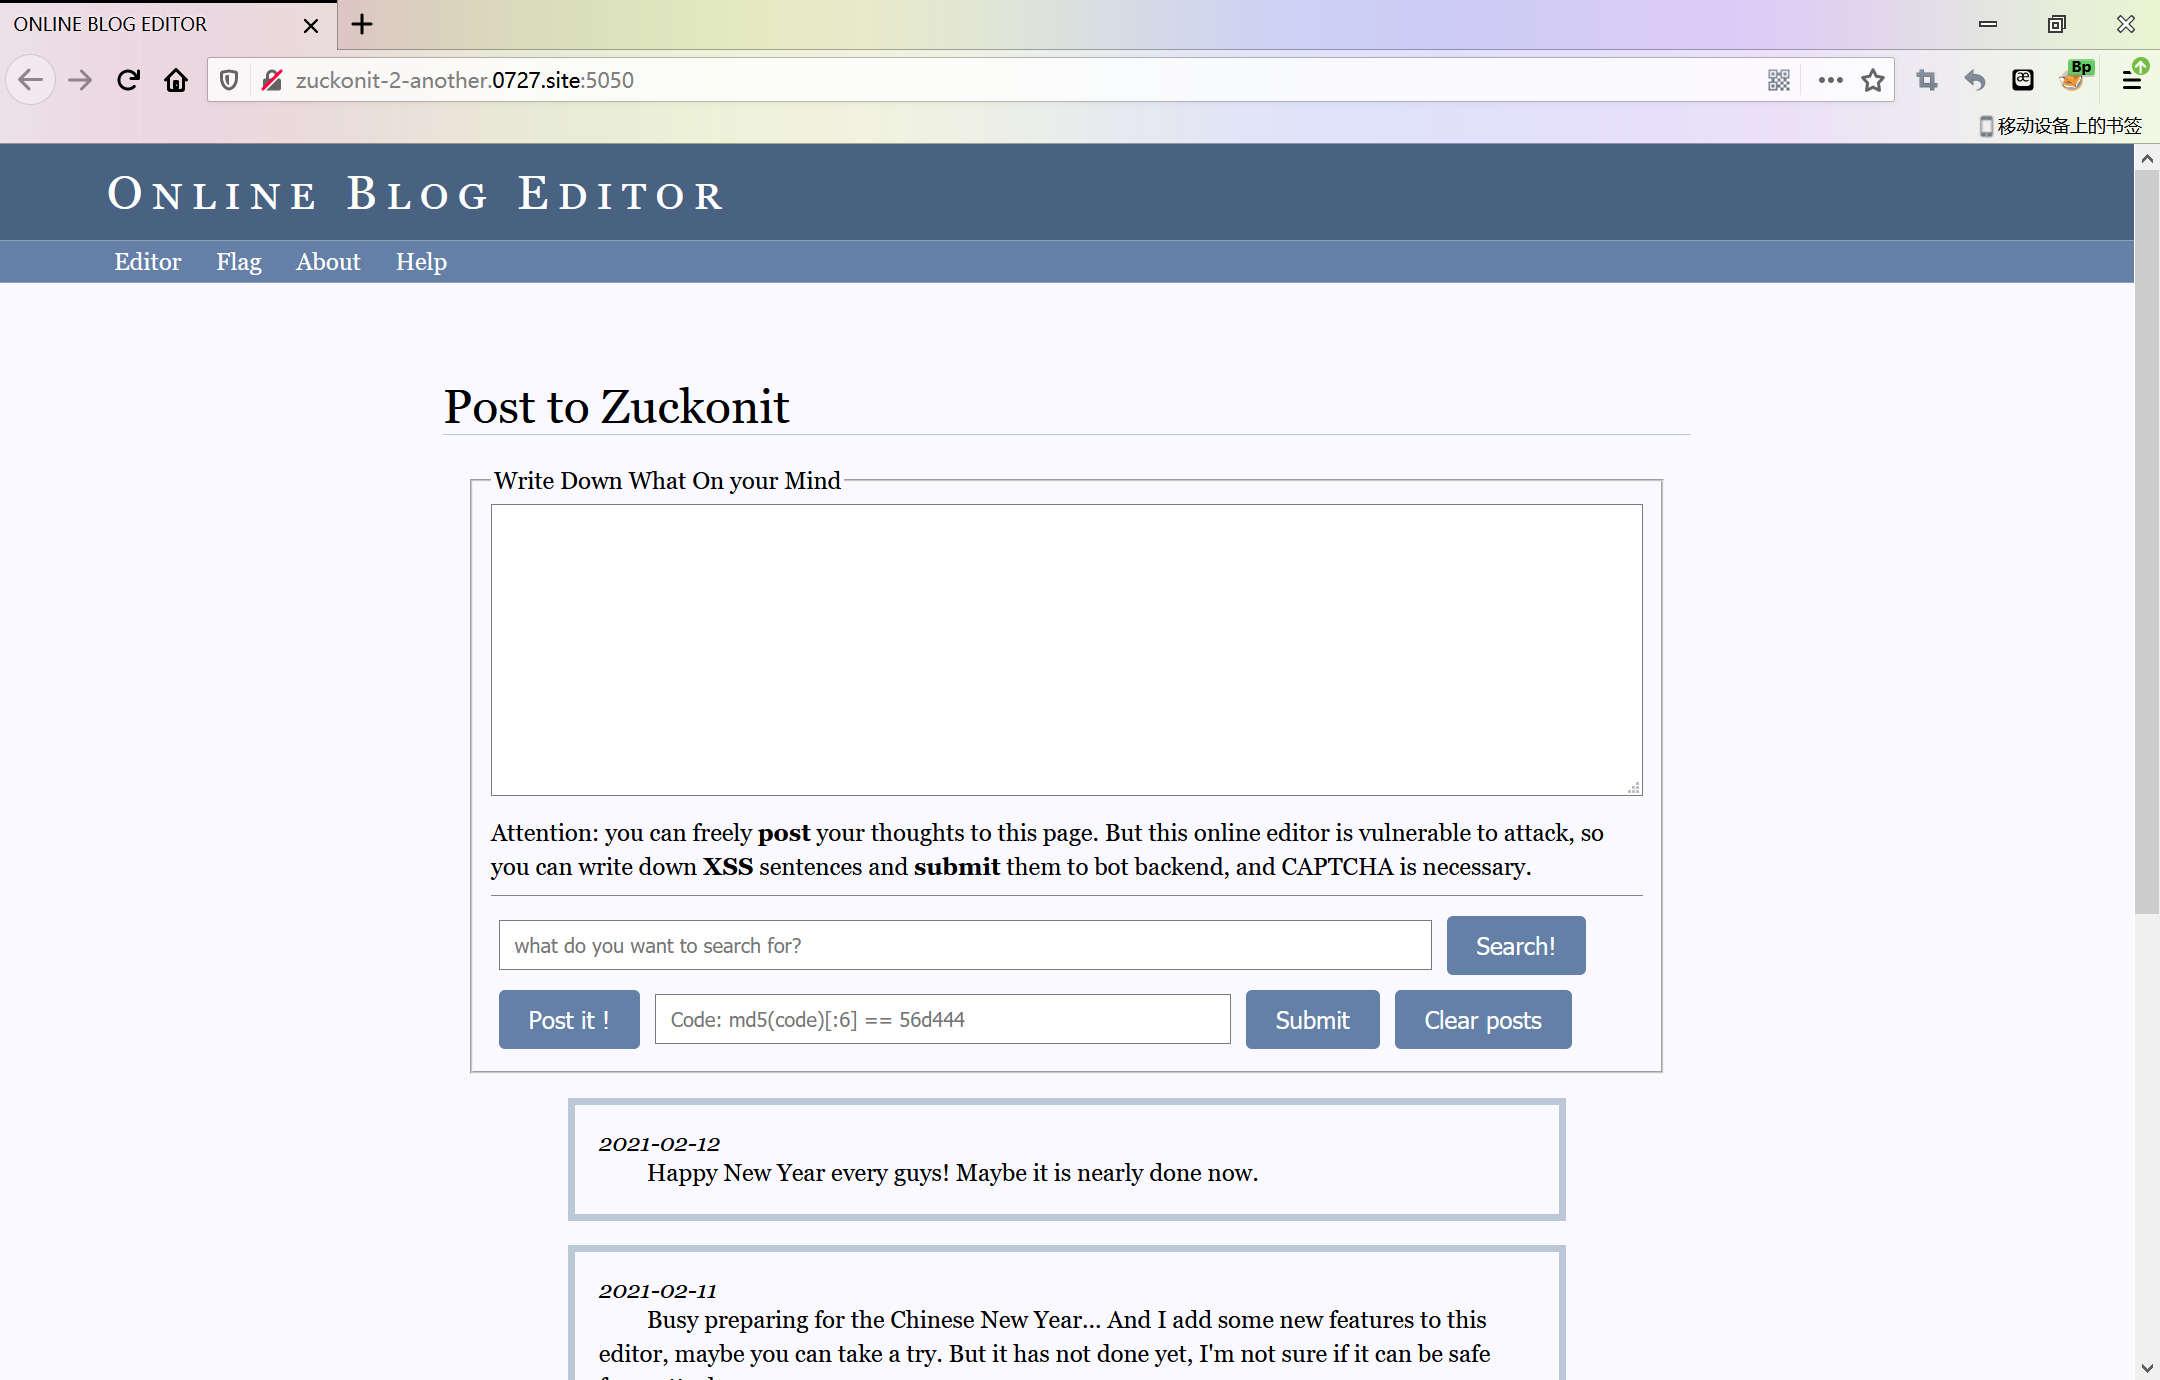 ONLINE BLOG EDITOR
zuckonit-2-another.0727.site:5050
Bp
移动设备上的书签
ONLINE BLOG EDITOR
Editor Flag About Help
Post to Zuckonit
Write Down What On your Mind
Attention: you can freely post your thoughts to this page. But this online editor is vulnerable to attack, so
you can write down XSS sentences and submit them to bot backend, and CAPTCHA is necessary.
what do you want to search for?
Search!
Post it !
Code: md5(code)[:6] == 56d444
Submit
Clear posts
2021-02-12
Happy New Year every guys! Maybe it is nearly done now.
2021-02-11
Busy preparing for the Chinese New Year... And I add some new features to this
editor, maybe you can take a try. But it has not done yet, I'm not sure if it can be safe